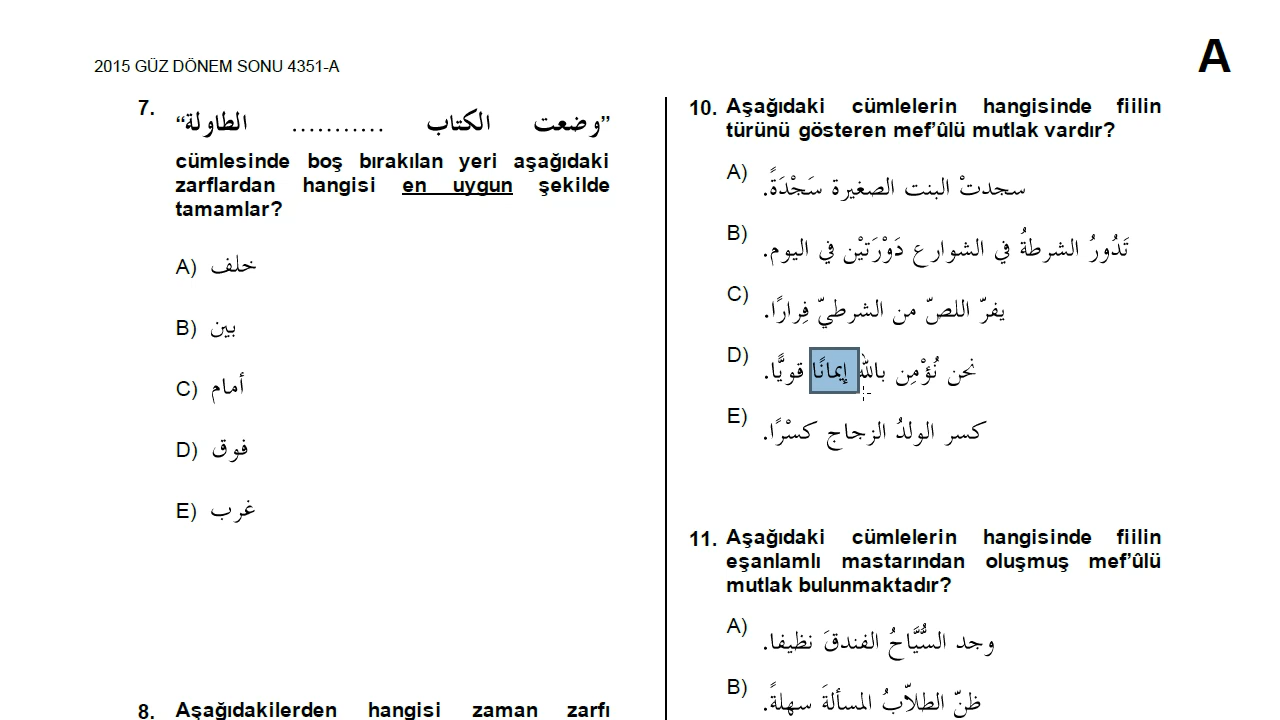 2015 GÜZ DÖNEM SONU 4351-A
A
7.
“وضعت الكتاب ........... الطاولة”
cümlesinde boş bırakılan yeri aşağıdaki
zarflardan hangisi en uygun şekilde
tamamlar?
A) خلف
B) بين
C) أمام
D) فوق
E) غرب
8. Aşağıdakilerden hangisi zaman zarfı
10. Aşağıdaki cümlelerin hangisinde fiilin
türünü gösteren mef’ûlü mutlak vardır?
A) سجدتْ البنت الصغيرة سَجْدَةً.
B) تَدُورُ الشرطةُ في الشوارع دَوْرَتَيْن في اليوم.
C) يفرّ اللصّ من الشرطيّ فِرارًا.
D) نحن نُؤْمِن بالله إيمانًا قويًّا.
E) كسر الولدُ الزجاج كسْرًا.
11. Aşağıdaki cümlelerin hangisinde fiilin
eşanlamlı mastarından oluşmuş mef’ûlü
mutlak bulunmaktadır?
A) وجد السُّيَّاحُ الفندقَ نظيفا.
B) ظنّ الطلاّبُ المسألةَ سهلةً.